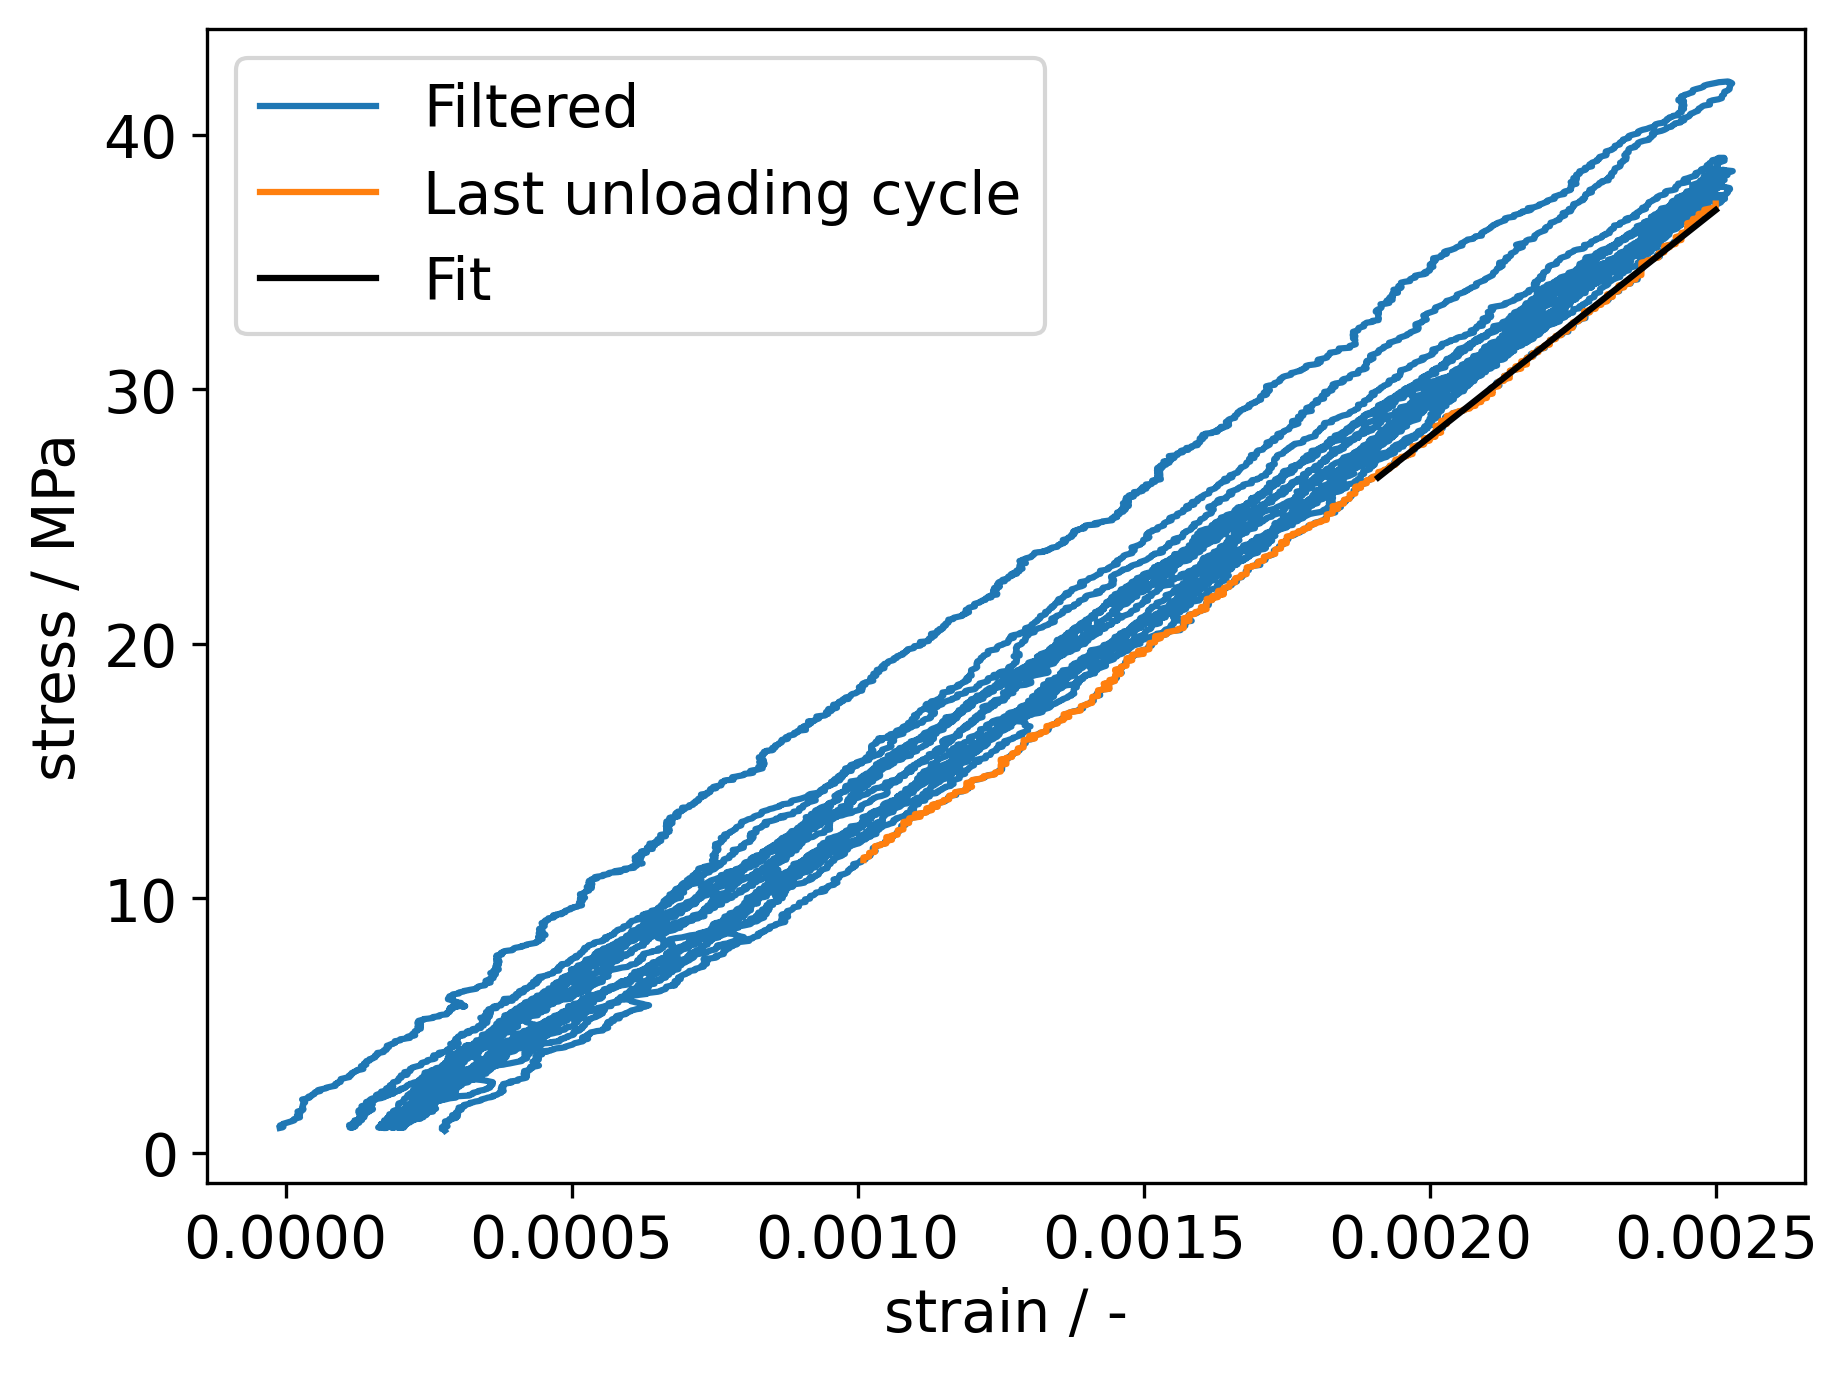 Filtered
Last unloading cycle
Fit
40
30
20
10
0
stress / MPa
0.0000 0.0005 0.0010 0.0015 0.0020 0.0025
strain / -